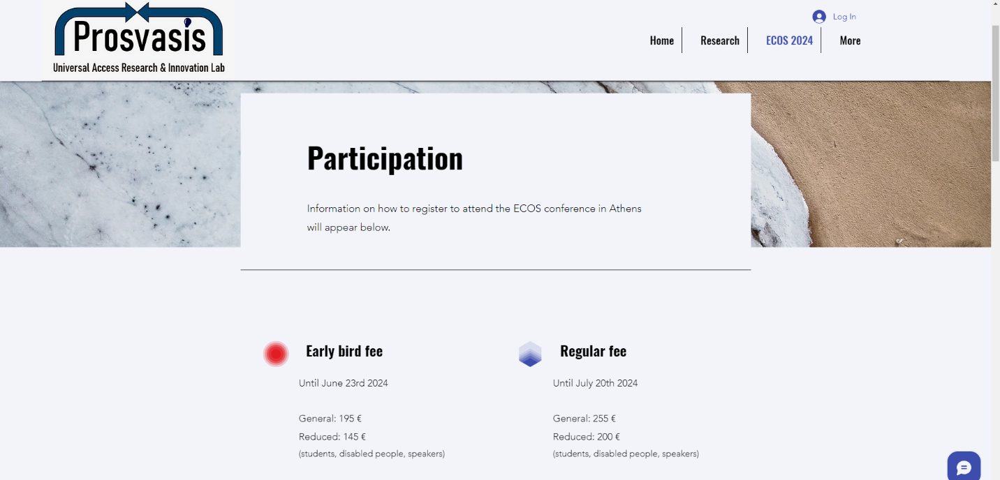 Prosvasis
Universal Access Research & Innovation Lab
Log In
Home
Research
ECOS 2024
More
Participation
Information on how to register to attend the ECOS conference in Athens
will appear below.
Early bird fee
Until June 23rd 2024
General: 195 €
Reduced: 145 €
(students, disabled people, speakers)
Regular fee
Until July 20th 2024
General: 255 €
Reduced: 200 €
(students, disabled people, speakers)